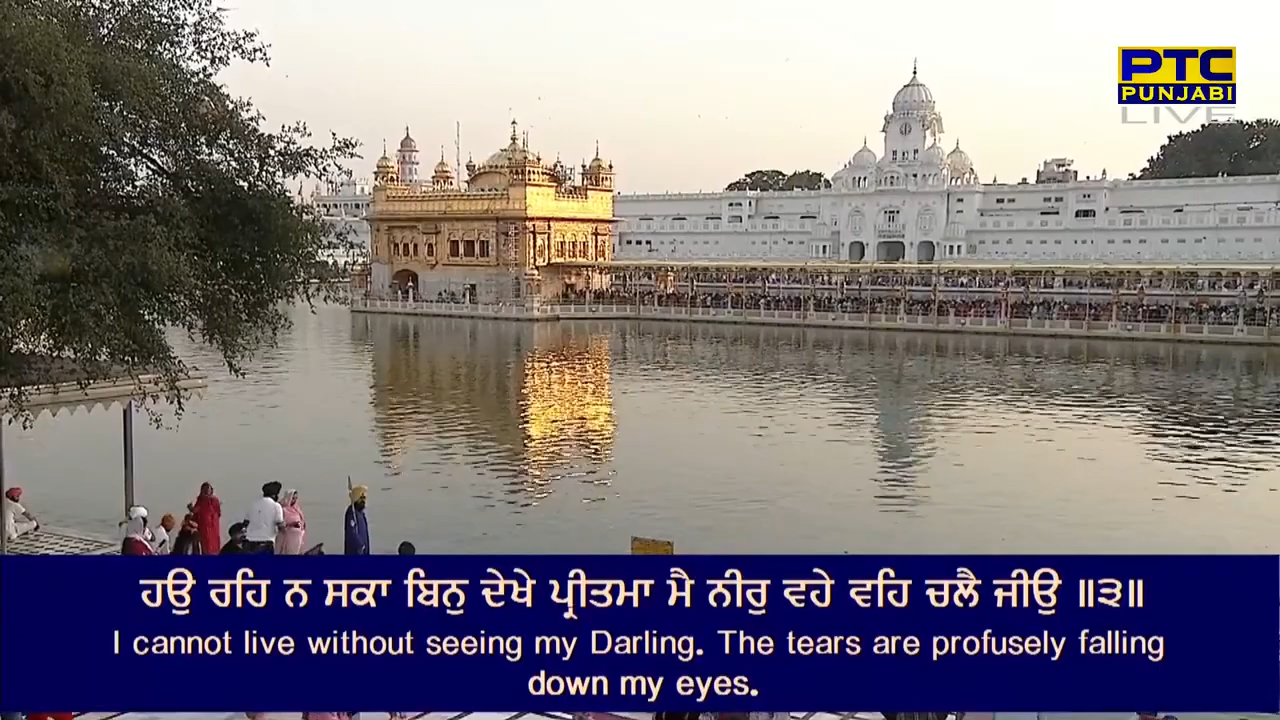 PTC
PUNJABI
LIVE
ਹਉ ਰਹਿ ਨ ਸਕਾ ਬਿਨੁ ਦੇਖੇ ਪ੍ਰੀਤਮਾ ਮੈ ਨੀਰੁ ਵਹੇ ਵਹਿ ਚਲੈ ਜੀਉ ॥੩॥
I cannot live without seeing my Darling. The tears are profusely falling
down my eyes.